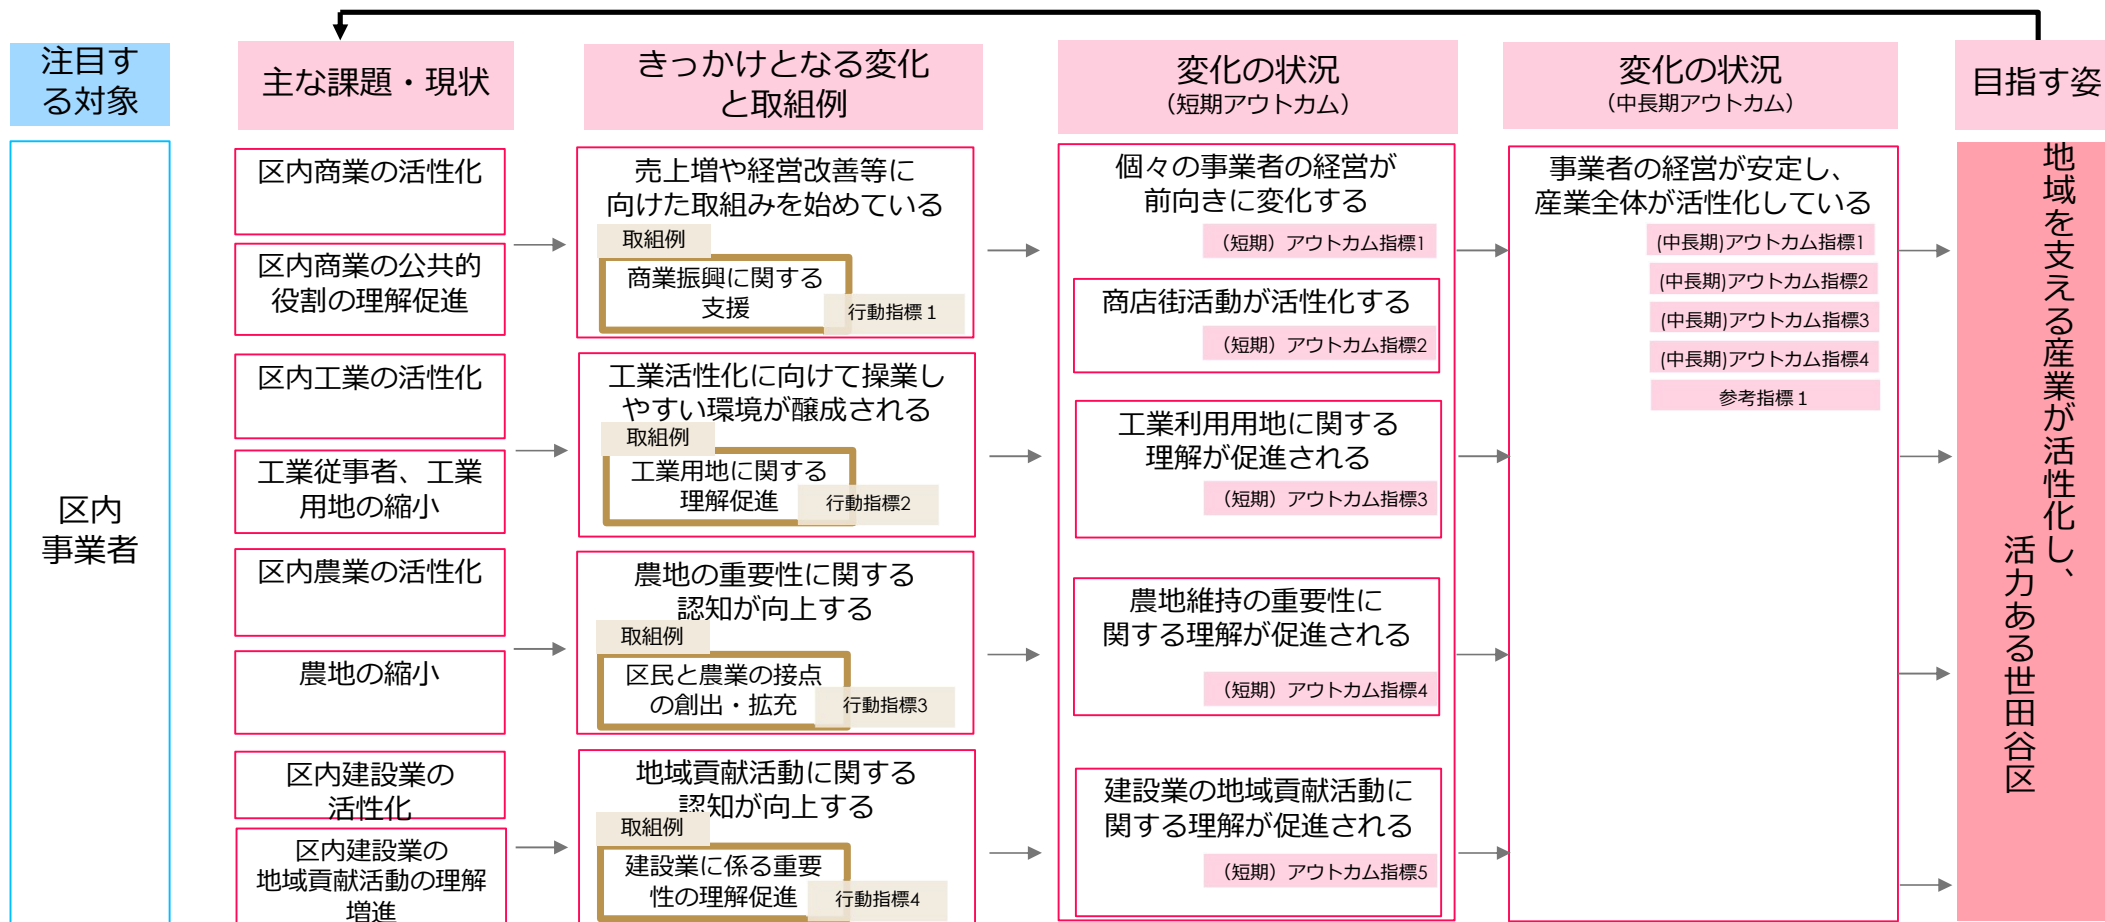 注目す
る対象
主な課題・現状
きっかけとなる変化
と取組例
変化の状況
（短期アウトカム）
変化の状況
（中長期アウトカム）
目指す姿
区内
事業者
区内商業の活性化
区内商業の公共的
役割の理解促進
区内工業の活性化
工業従事者、工業
用地の縮小
区内農業の活性化
農地の縮小
区内建設業の
活性化
区内建設業の
地域貢献活動の理解
増進
売上増や経営改善等に
向けた取組みを始めている
取組例
商業振興に関する
支援
行動指標１
工業活性化に向けて操業し
やすい環境が醸成される
取組例
工業用地に関する
理解促進
行動指標2
農地の重要性に関する
認知が向上する
取組例
区民と農業の接点
の創出・拡充
行動指標3
地域貢献活動に関する
認知が向上する
取組例
建設業に係る重要
性の理解促進
行動指標4
個々の事業者の経営が
前向きに変化する
（短期）アウトカム指標1
商店街活動が活性化する
（短期）アウトカム指標2
工業利用用地に関する
理解が促進される
（短期）アウトカム指標3
農地維持の重要性に
関する理解が促進される
（短期）アウトカム指標4
建設業の地域貢献活動に
関する理解が促進される
（短期）アウトカム指標5
事業者の経営が安定し、
産業全体が活性化している
(中長期)アウトカム指標1
(中長期)アウトカム指標2
(中長期)アウトカム指標3
(中長期)アウトカム指標4
参考指標１
地域を支える産業が活性化し、
活力ある世田谷区